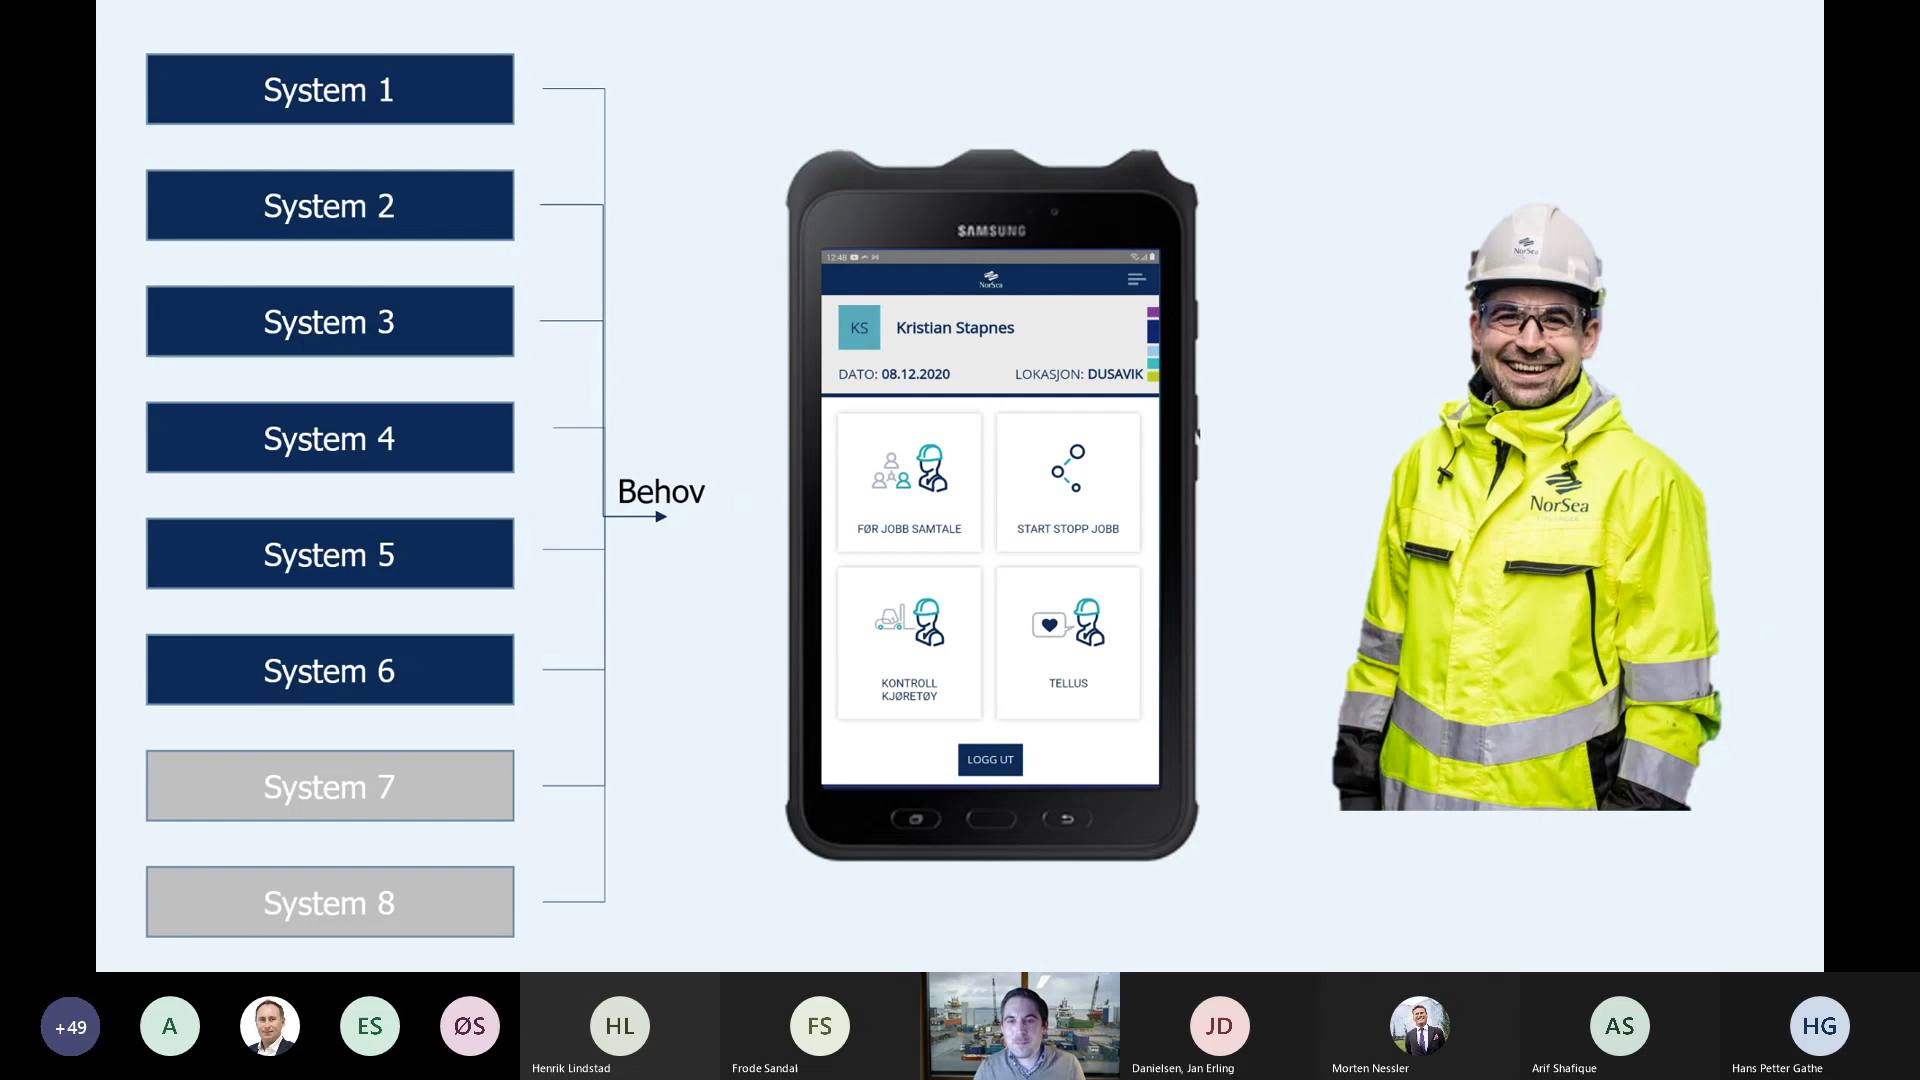 System 1
System 2
System 3
System 4
System 5
System 6
System 7
System 8
Behov
SAMSUNG
12:48
NorSea
KS
Kristian Stapnes
DATO: 08.12.2020
LOKASJON: DUSAVIK
FØR JOBB SAMTALE
START STOPP JOBB
KONTROLL
KJØRETØY
TELLUS
LOGG UT
NorSea
NorSea
+49
A
ES
ØS
HL
Henrik Lindstad
FS
Frode Sandal
JD
Danielsen, Jan Erling
Morten Nessler
AS
Arif Shafique
HG
Hans Petter Gathe